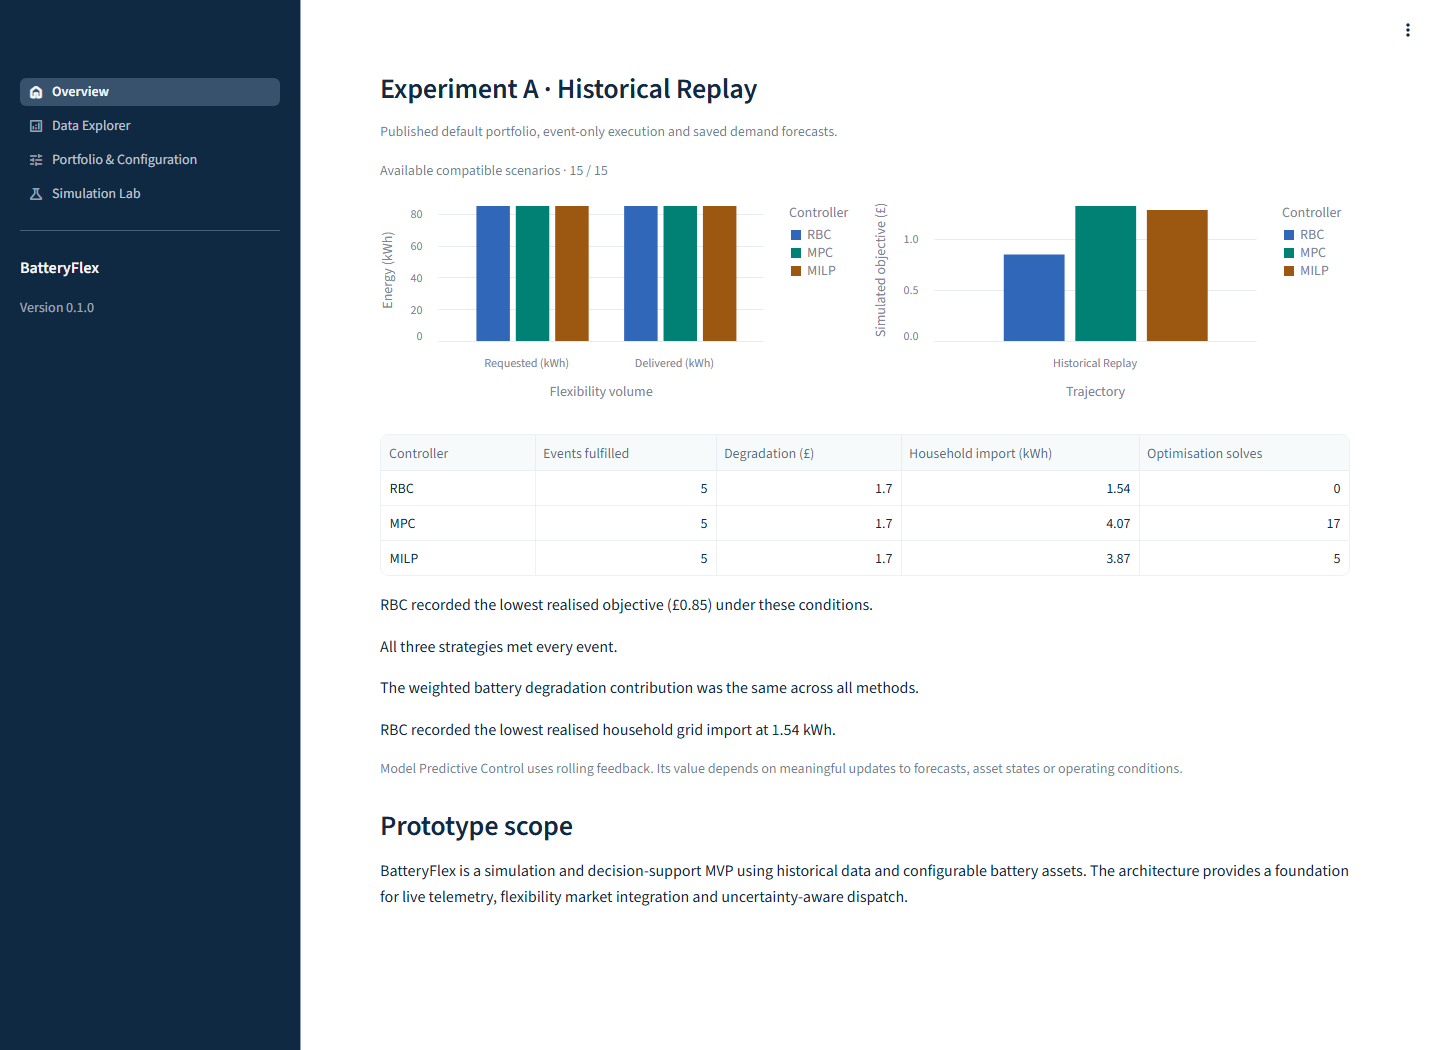 Overview
Data Explorer
Portfolio & Configuration
Simulation Lab
BatteryFlex
Version 0.1.0
Experiment A · Historical Replay
Published default portfolio, event-only execution and saved demand forecasts.
Available compatible scenarios · 15 / 15
Energy (kWh)
80
60
40
20
0
Requested (kWh) Delivered (kWh)
Flexibility volume
Controller
RBC
MPC
MILP
Simulated objective (£)
1.0
0.5
0.0
Historical Replay
Trajectory
Controller
RBC
MPC
MILP
Controller Events fulfilled Degradation (£) Household import (kWh) Optimisation solves
RBC 5 1.7 1.54 0
MPC 5 1.7 4.07 17
MILP 5 1.7 3.87 5
RBC recorded the lowest realised objective (£0.85) under these conditions.
All three strategies met every event.
The weighted battery degradation contribution was the same across all methods.
RBC recorded the lowest realised household grid import at 1.54 kWh.
Model Predictive Control uses rolling feedback. Its value depends on meaningful updates to forecasts, asset states or operating conditions.
Prototype scope
BatteryFlex is a simulation and decision-support MVP using historical data and configurable battery assets. The architecture provides a foundation
for live telemetry, flexibility market integration and uncertainty-aware dispatch.